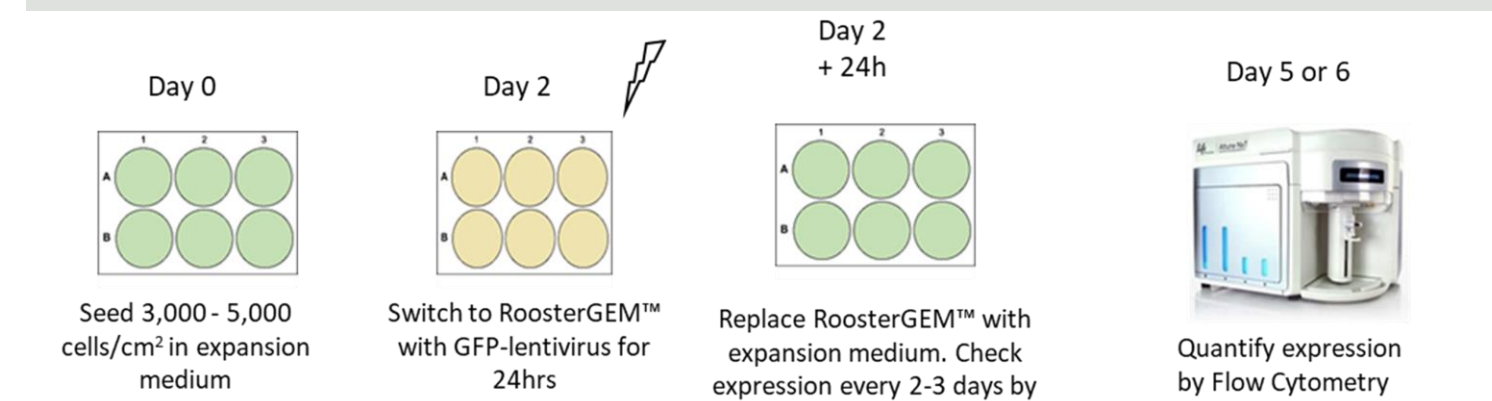 Day 0
1 2 3
A
B
Seed 3,000 - 5,000
cells/cm² in expansion
medium
Day 2
1 2 3
A
B
Switch to RoosterGEM™
with GFP-lentivirus for
24hrs
Day 2
+ 24h
1 2 3
A
B
Replace RoosterGEM™ with
expansion medium. Check
expression every 2-3 days by
Day 5 or 6
Quantify expression
by Flow Cytometry